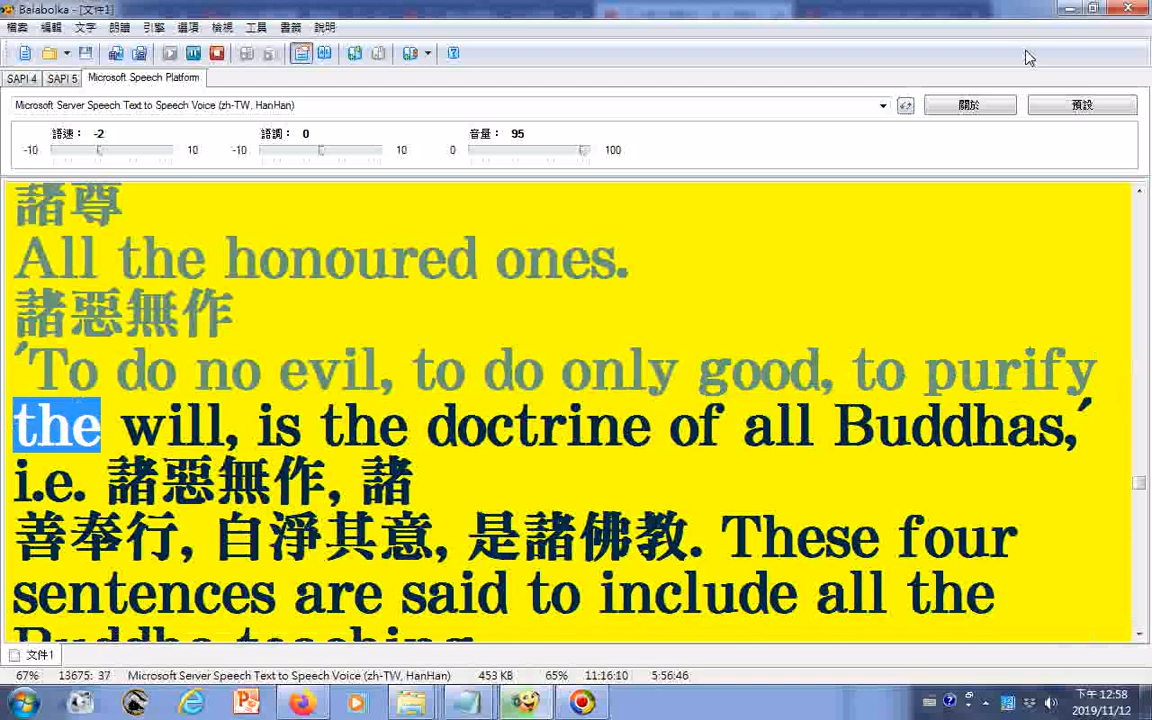 Balabolka - [文件1]
檔案 編輯 文字 朗讀 引擎 選項 檢視 工具 書籤 說明
SAPI 4 SAPI 5 Microsoft Speech Platform
Microsoft Server Speech Text to Speech Voice (zh-TW, HanHan) 關於 預設
語速： -2 語調： 0 音量： 95
-10 10 -10 10 0 100
諸尊
All the honoured ones.
諸惡無作
´To do no evil, to do only good, to purify
the will, is the doctrine of all Buddhas,´
i.e. 諸惡無作, 諸
善奉行, 自淨其意, 是諸佛教. These four
sentences are said to include all the
Buddha-teaching
文件1
67% 13675: 37 Microsoft Server Speech Text to Speech Voice (zh-TW, HanHan) 453 KB 65% 11:16:10 5:56:46
下午 12:58
2019/11/12